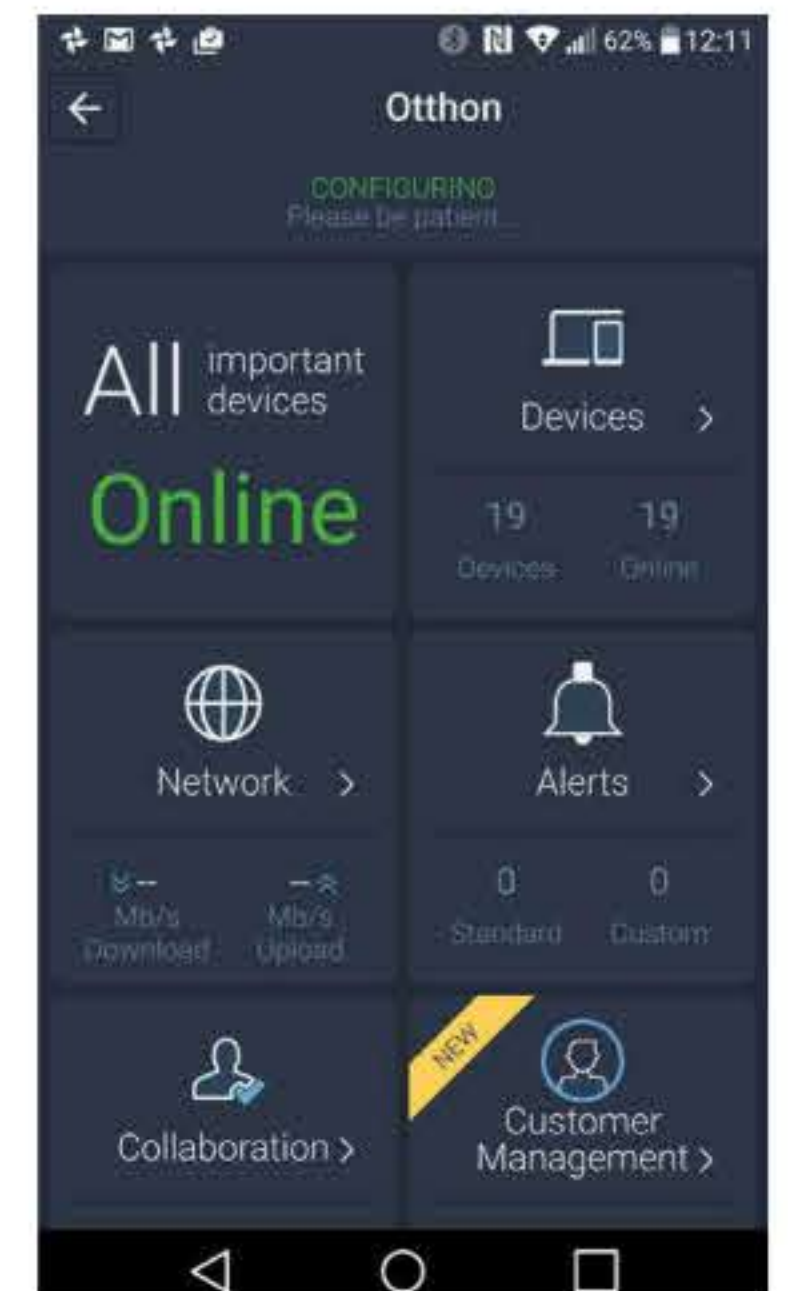 62% 12:11
Otthon
CONFIGURING
Please be patient...
All important
devices
Online
Devices
19 19
Devices Online
Network
-- --
Mb/s Mb/s
Download Upload
Alerts
0 0
Standard Custom
Collaboration
NEW
Customer
Management